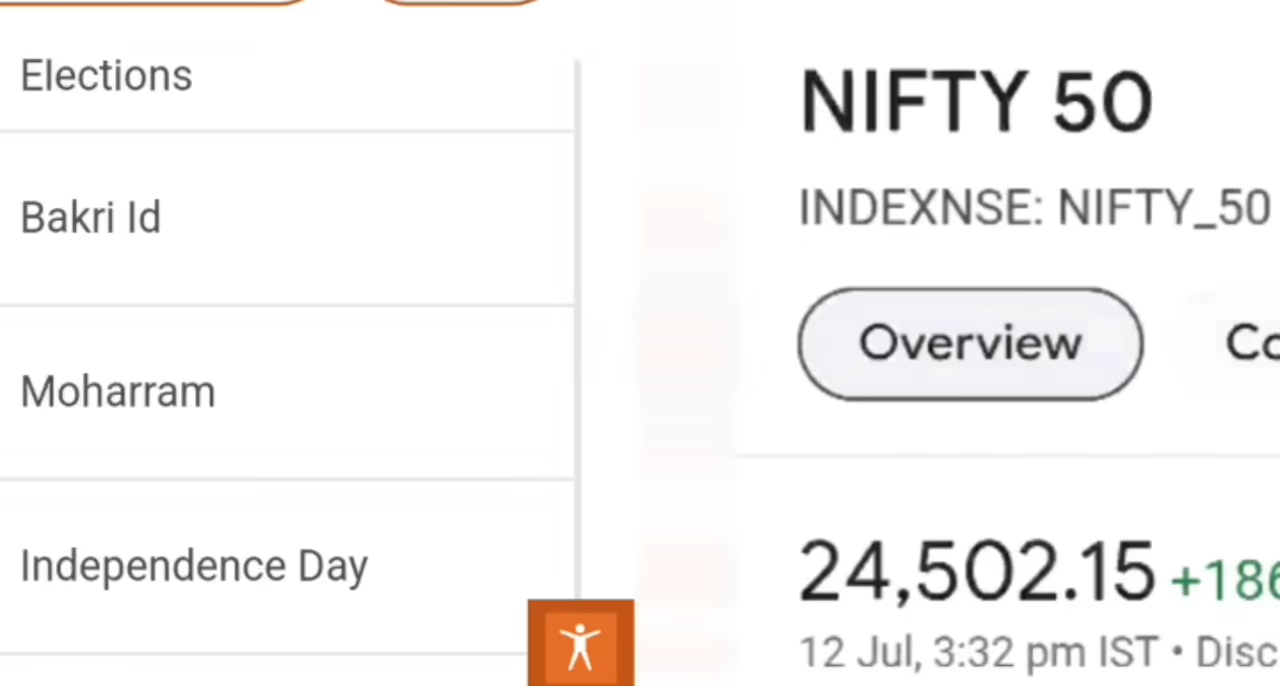 Elections
Bakri Id
Moharram
Independence Day
NIFTY 50
INDEXNSE: NIFTY_50
Overview
24,502.15
12 Jul, 3:32 pm IST •